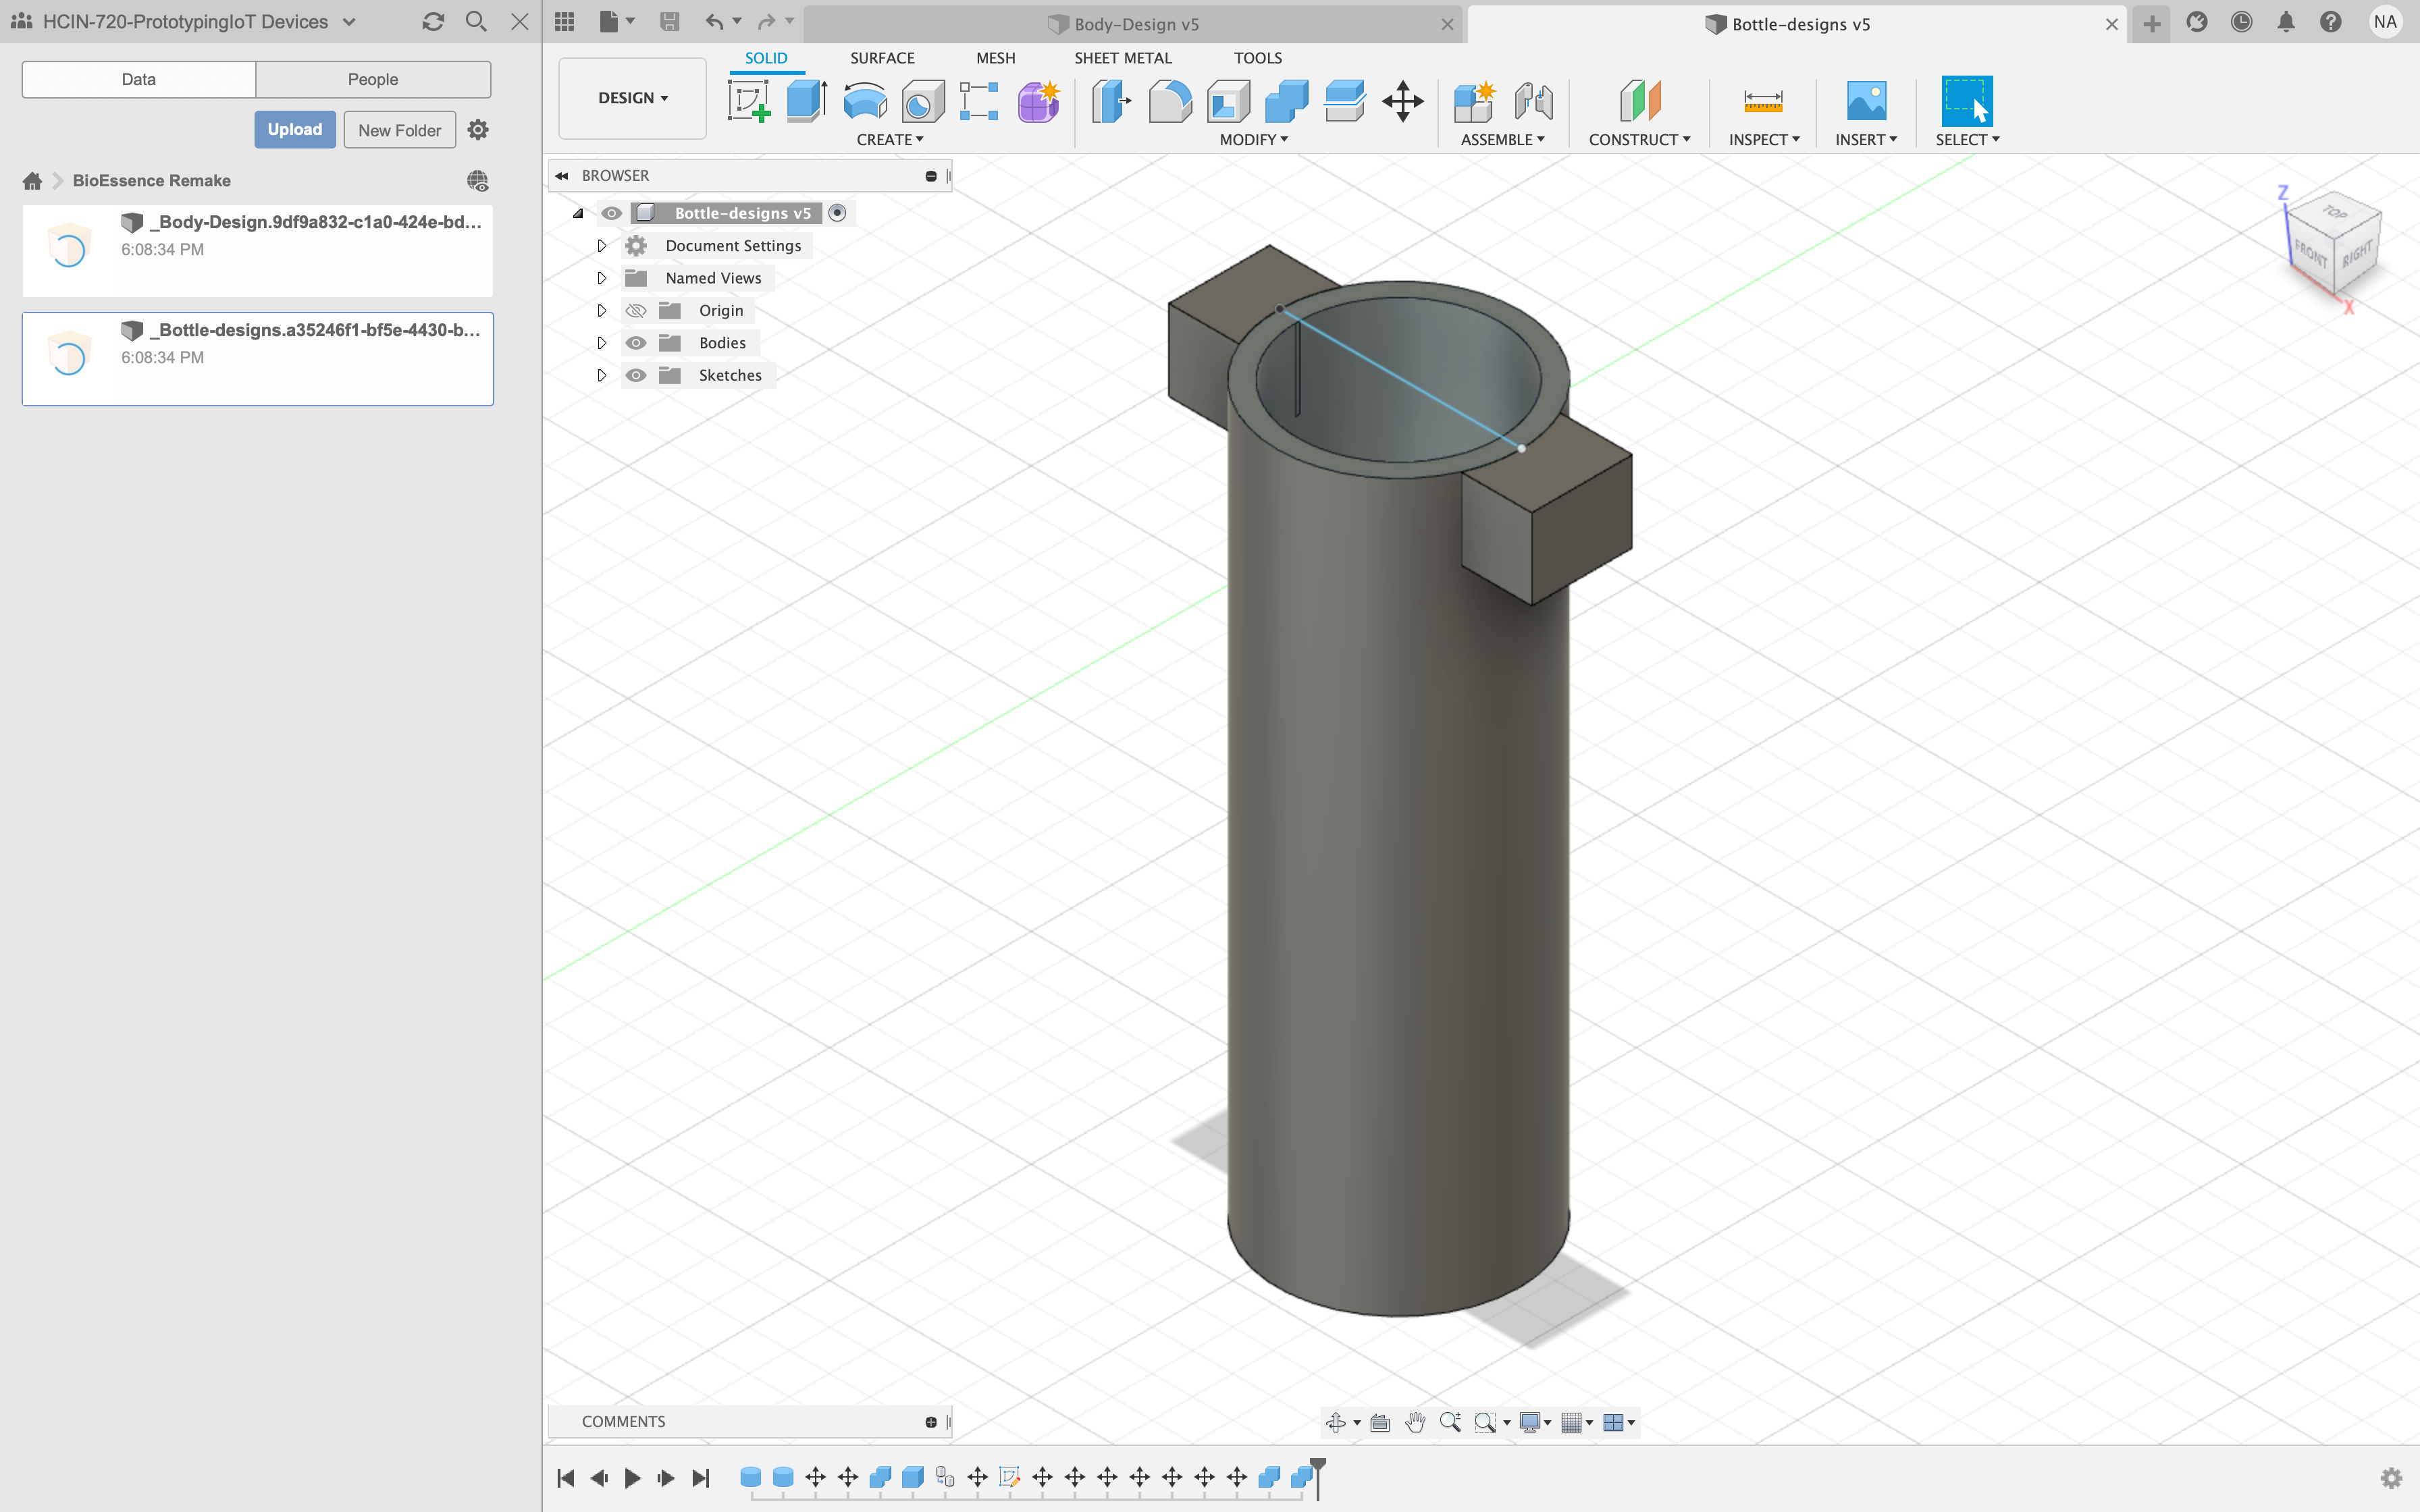 HCIN-720-PrototypingIoT Devices
Body-Design v5
Bottle-designs v5
NA
Data
People
Upload
New Folder
BioEssence Remake
_Body-Design.9df9a832-c1a0-424e-bd...
6:08:34 PM
_Bottle-designs.a35246f1-bf5e-4430-b...
6:08:34 PM
DESIGN
SOLID
SURFACE
MESH
SHEET METAL
TOOLS
CREATE
MODIFY
ASSEMBLE
CONSTRUCT
INSPECT
INSERT
SELECT
BROWSER
Bottle-designs v5
Document Settings
Named Views
Origin
Bodies
Sketches
Z
TOP
FRONT
RIGHT
X
COMMENTS